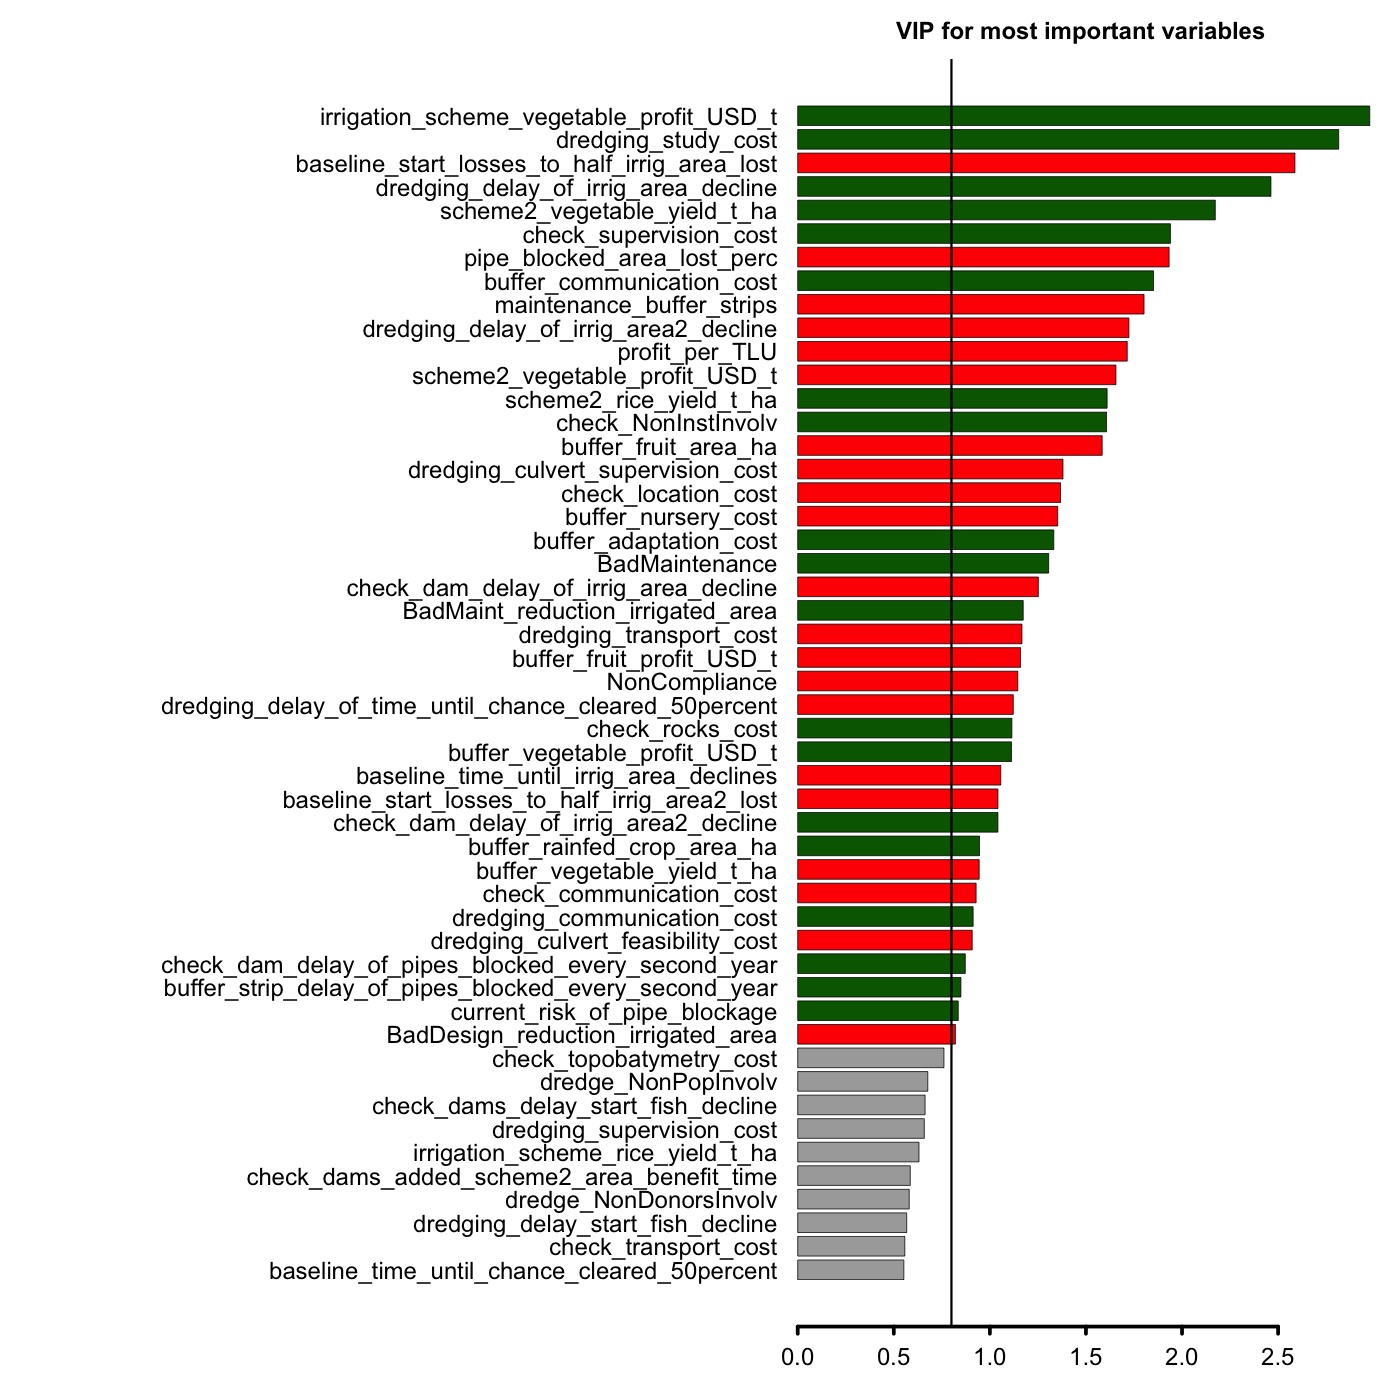 VIP for most important variables
irrigation_scheme_vegetable_profit_USD_t
dredging_study_cost
baseline_start_losses_to_half_irrig_area_lost
dredging_delay_of_irrig_area_decline
scheme2_vegetable_yield_t_ha
check_supervision_cost
pipe_blocked_area_lost_perc
buffer_communication_cost
maintenance_buffer_strips
dredging_delay_of_irrig_area2_decline
profit_per_TLU
scheme2_vegetable_profit_USD_t
scheme2_rice_yield_t_ha
check_NonInstInvolv
buffer_fruit_area_ha
dredging_culvert_supervision_cost
check_location_cost
buffer_nursery_cost
buffer_adaptation_cost
BadMaintenance
check_dam_delay_of_irrig_area_decline
BadMaint_reduction_irrigated_area
dredging_transport_cost
buffer_fruit_profit_USD_t
NonCompliance
dredging_delay_of_time_until_chance_cleared_50percent
check_rocks_cost
buffer_vegetable_profit_USD_t
baseline_time_until_irrig_area_declines
baseline_start_losses_to_half_irrig_area2_lost
check_dam_delay_of_irrig_area2_decline
buffer_rainfed_crop_area_ha
buffer_vegetable_yield_t_ha
check_communication_cost
dredging_communication_cost
dredging_culvert_feasibility_cost
check_dam_delay_of_pipes_blocked_every_second_year
buffer_strip_delay_of_pipes_blocked_every_second_year
current_risk_of_pipe_blockage
BadDesign_reduction_irrigated_area
check_topobatymetry_cost
dredge_NonPopInvolv
check_dams_delay_start_fish_decline
dredging_supervision_cost
irrigation_scheme_rice_yield_t_ha
check_dams_added_scheme2_area_benefit_time
dredge_NonDonorsInvolv
dredging_delay_start_fish_decline
check_transport_cost
baseline_time_until_chance_cleared_50percent
0.0 0.5 1.0 1.5 2.0 2.5